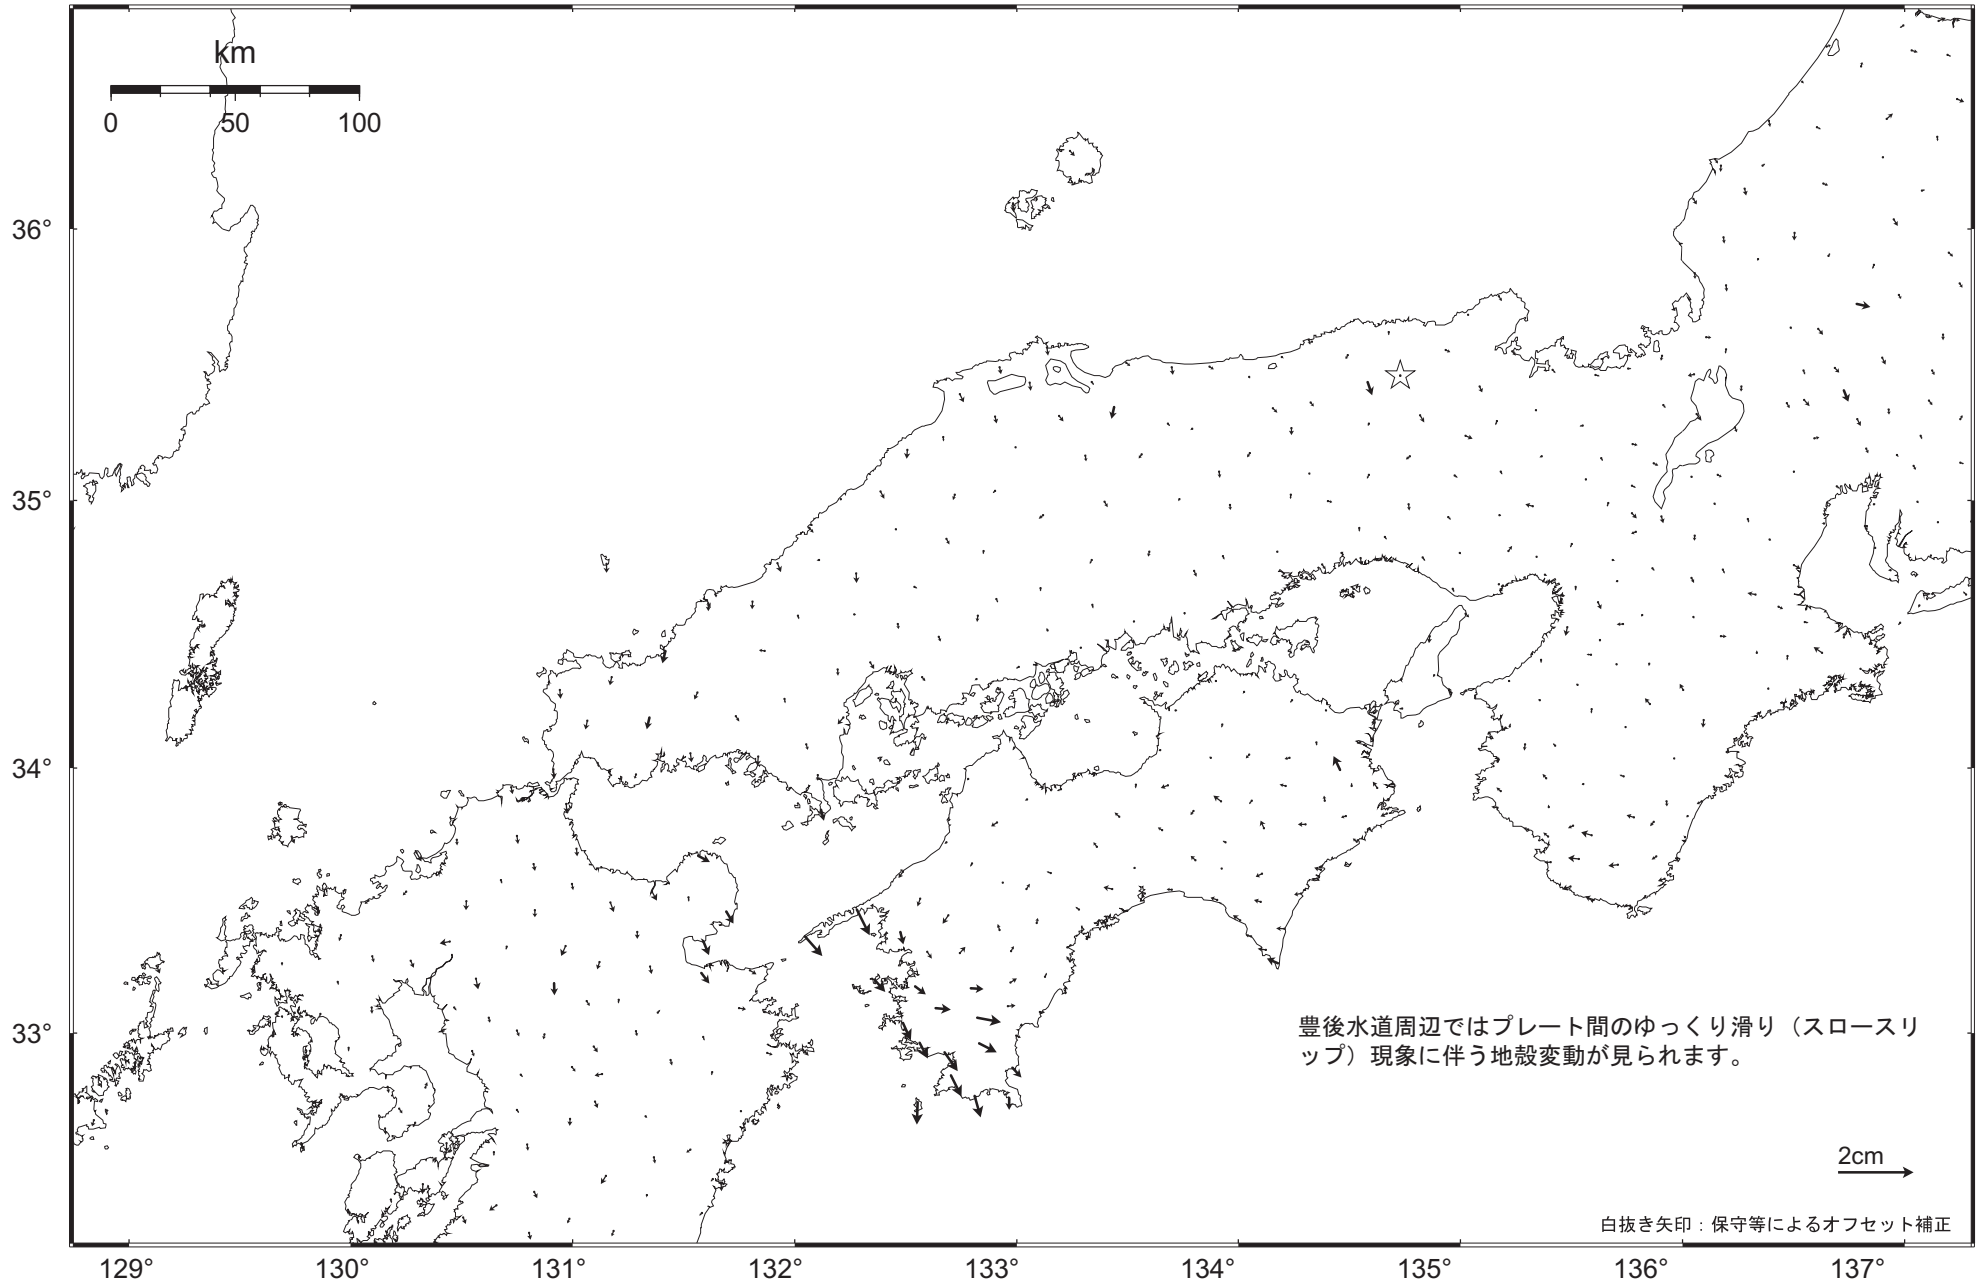 km
0 50 100
36°
35°
34°
33°
豊後水道周辺ではプレート間のゆっくり滑り（スロースリ
ップ）現象に伴う地殻変動が見られます。
2cm
白抜き矢印：保守等によるオフセット補正
129° 130° 131° 132° 133° 134° 135° 136° 137°